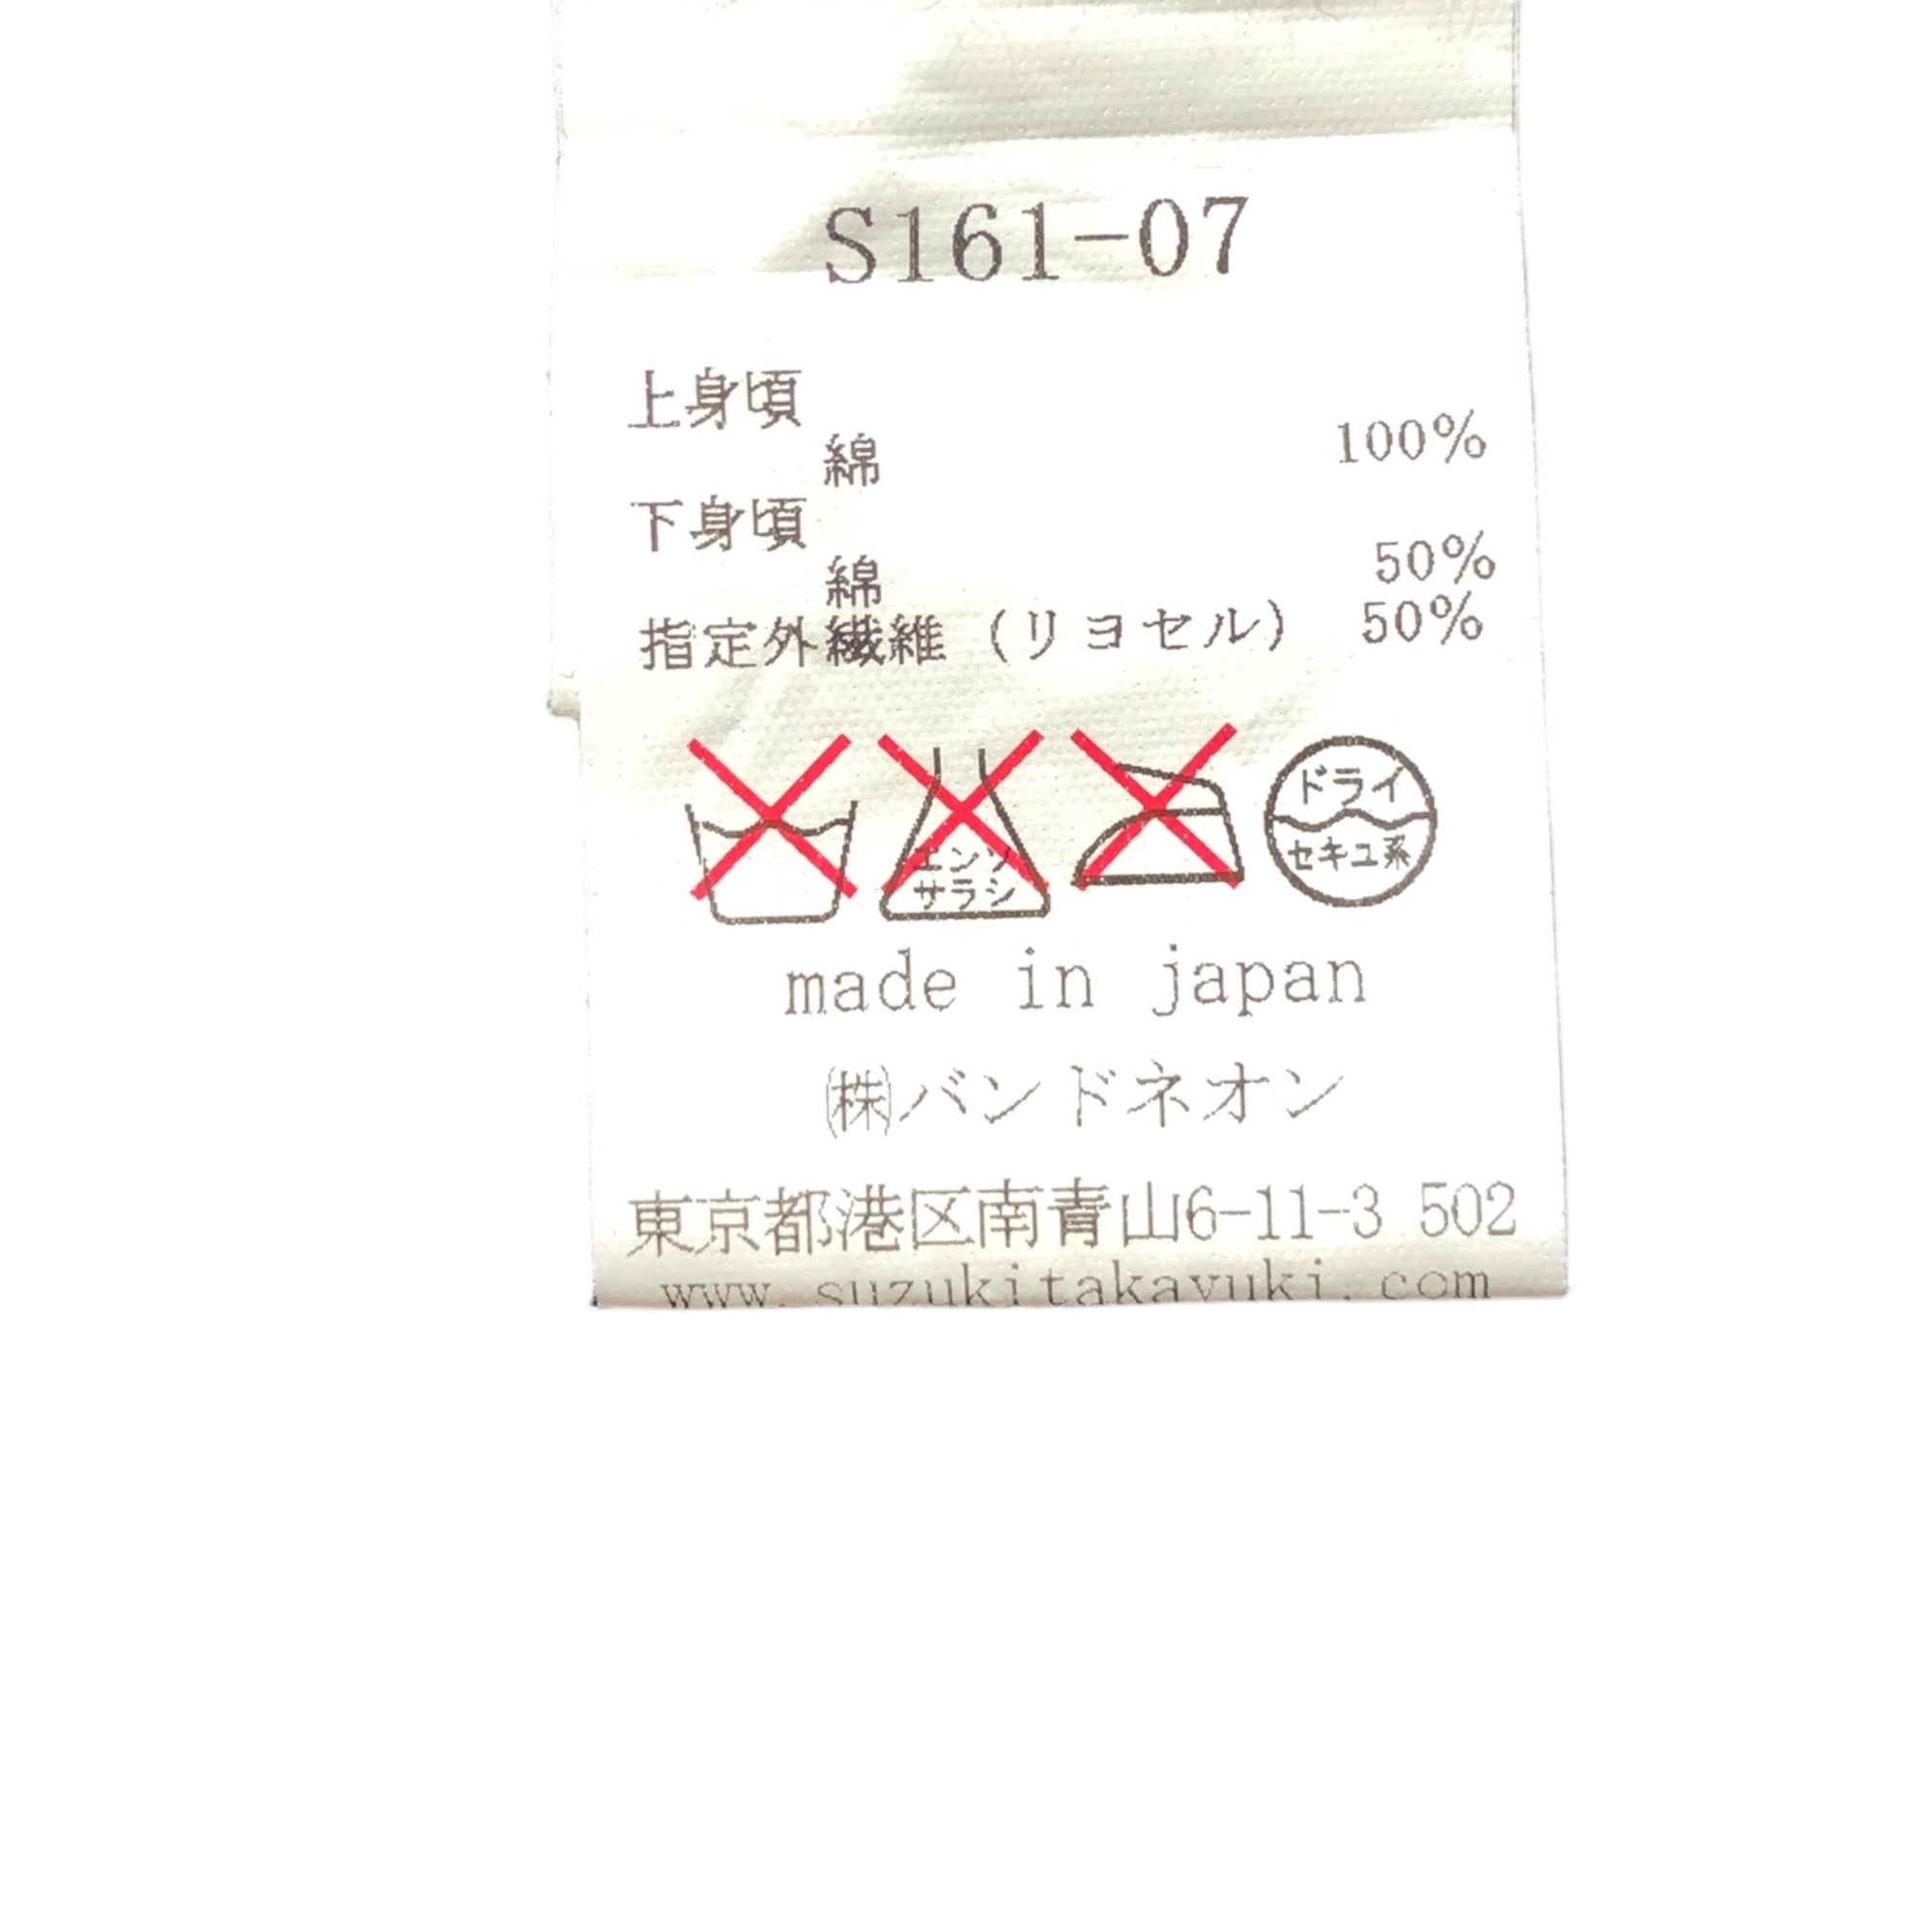 S161-07
上身頃
綿 100%
下身頃
綿 50%
指定外繊維(リヨセル) 50%
エンソ
サラシ
ドライ
セキユ系
made in japan
㈱バンドネオン
東京都港区南青山6-11-3 502
www.suzukitakayuki.com